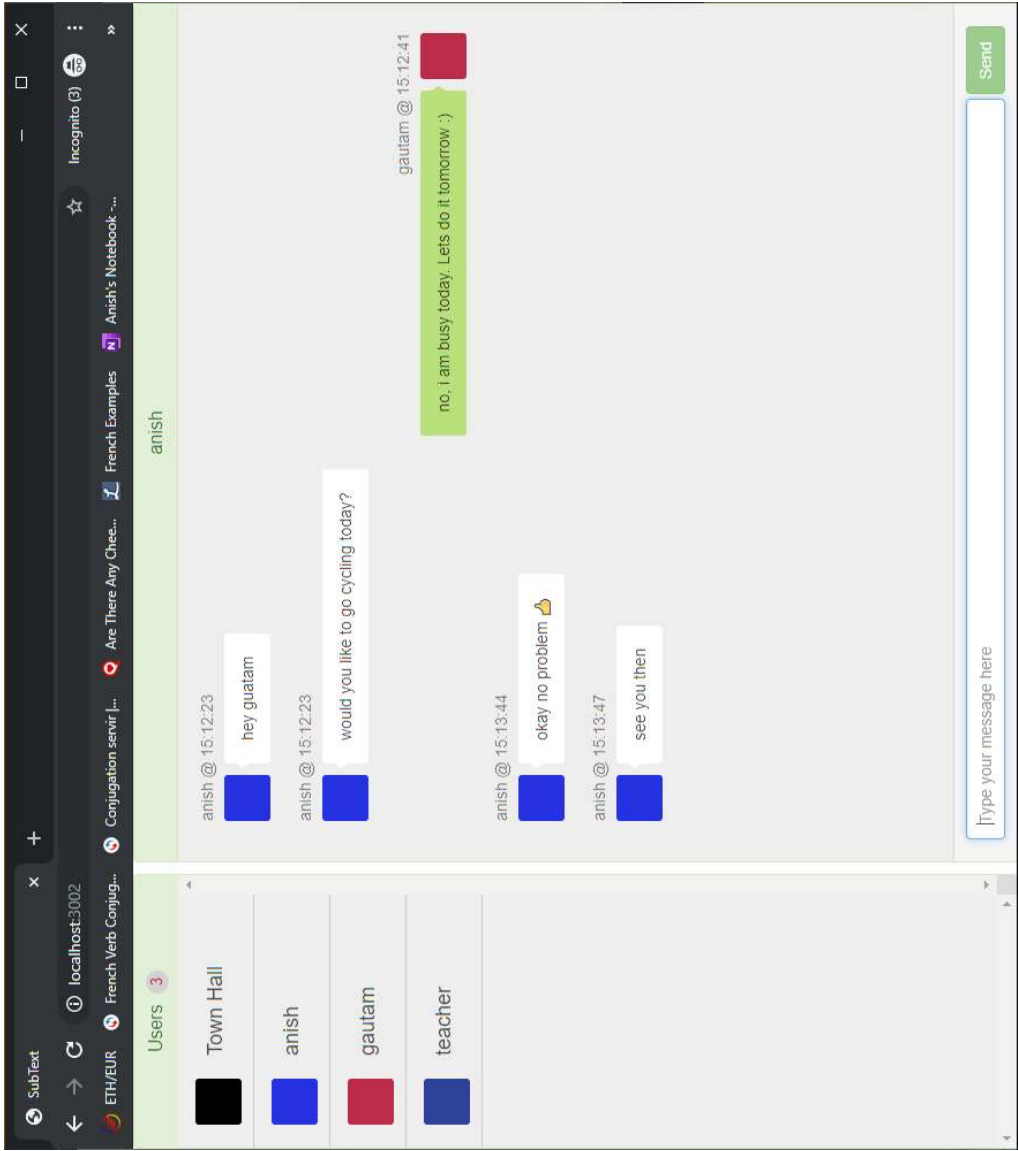 SubText
localhost:3002
Incognito (3)
ETH/EUR
French Verb Conjug...
Conjugation servir |...
Are There Any Chee...
French Examples
Anish's Notebook -...
Users 3
Town Hall
anish
gautam
teacher
anish
anish @ 15:12:23
hey guatam
anish @ 15:12:23
would you like to go cycling today?
gautam @ 15:12:41
no, i am busy today. Lets do it tomorrow :)
anish @ 15:13:44
okay no problem 👍
anish @ 15:13:47
see you then
Type your message here
Send